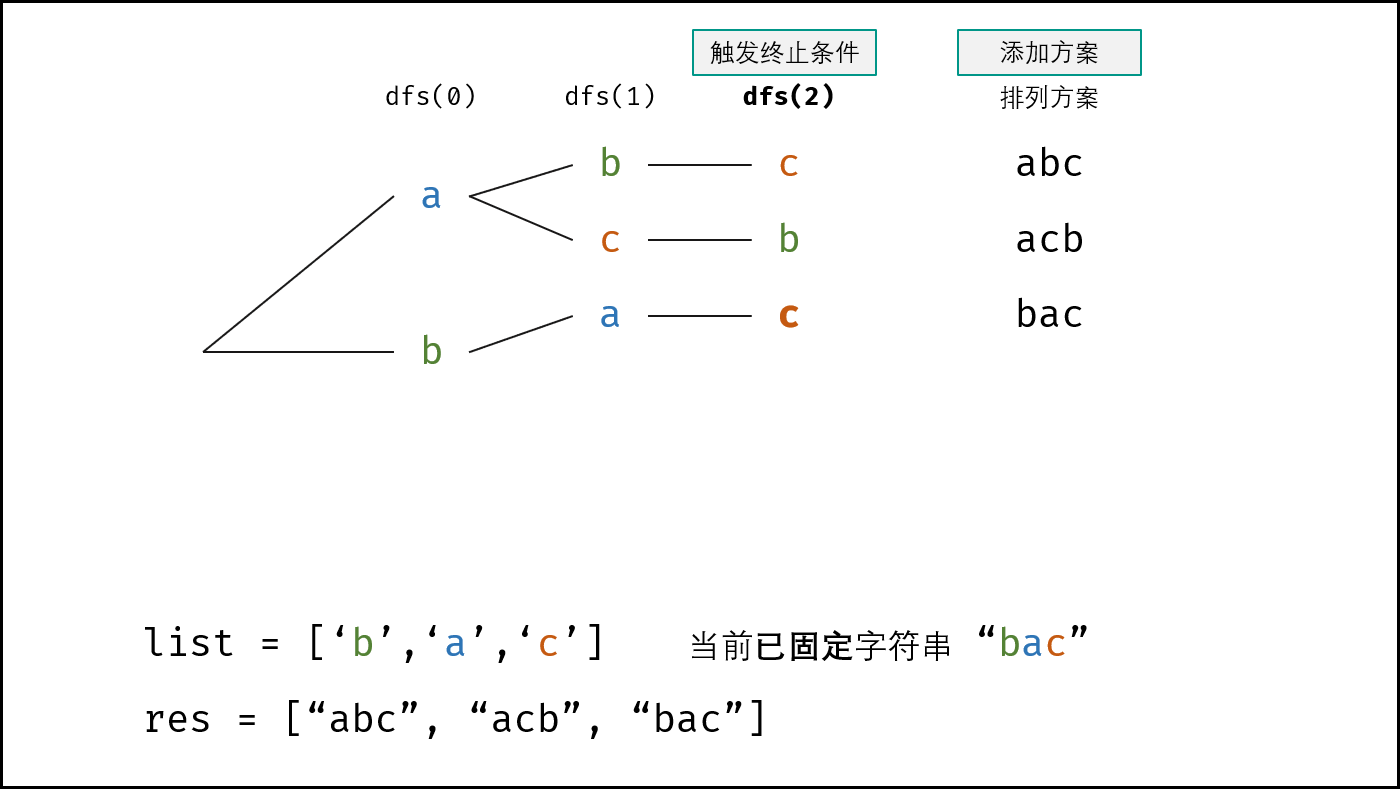 触发终止条件 添加方案
dfs(0) dfs(1) dfs(2) 排列方案
b c abc
a
c b acb
a c bac
b
list = [‘b’,‘a’,‘c’] 当前已固定字符串 “bac”
res = [“abc”, “acb”, “bac”]